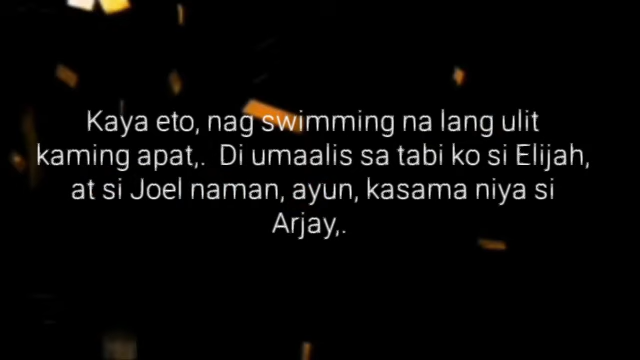 Kaya eto, nag swimming na lang ulit
kaming apat,.  Di umaalis sa tabi ko si Elijah,
at si Joel naman, ayun, kasama niya si
Arjay,.